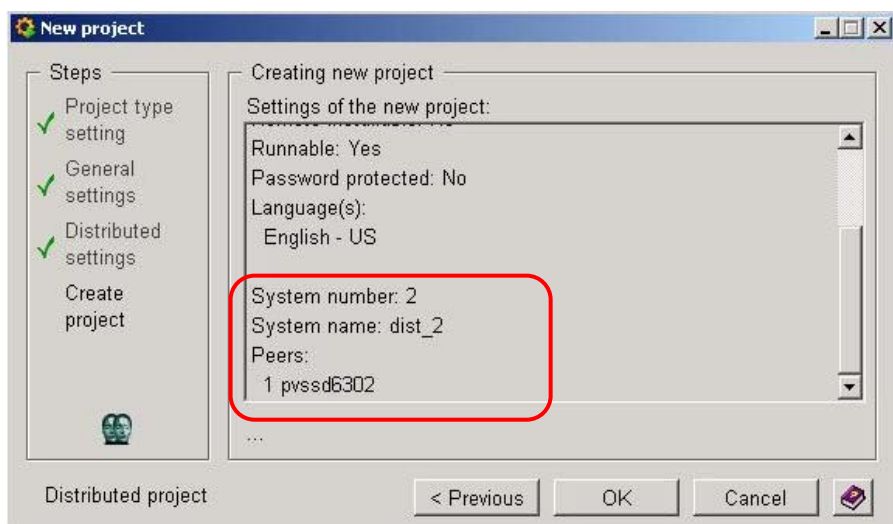 New project
Steps
Project type
setting
General
settings
Distributed
settings
Create
project
Creating new project
Settings of the new project:
Runnable: Yes
Password protected: No
Language(s):
English - US
System number: 2
System name: dist_2
Peers:
1 pvssd6302
...
Distributed project
< Previous
OK
Cancel